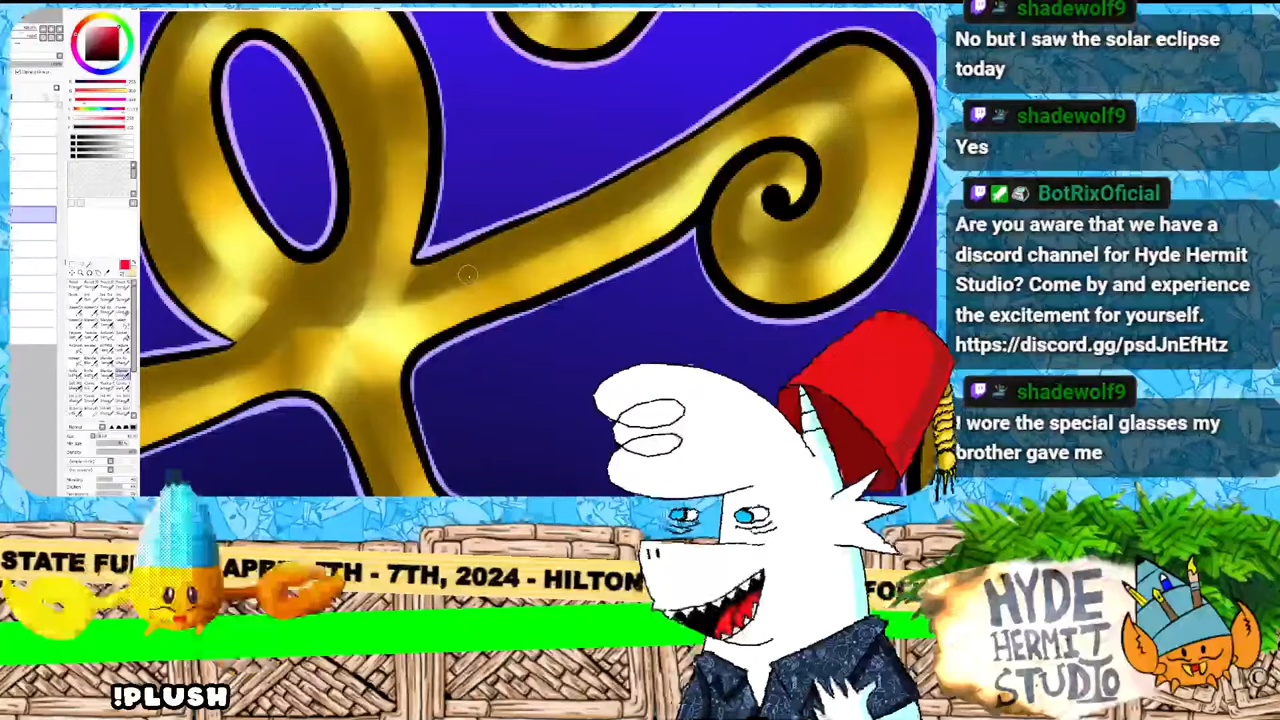 shadewolf9
No but I saw the solar eclipse
today
shadewolf9
Yes
BotRixOficial
Are you aware that we have a
discord channel for Hyde Hermit
Studio? Come by and experience
the excitement for yourself.
https://discord.gg/psdJnEfHtz
shadewolf9
I wore the special glasses my
brother gave me
STATE FU
TH - 7TH, 2024 - HILTON
FO
HYDE
HERMIT
STUDIO
!PLUSH